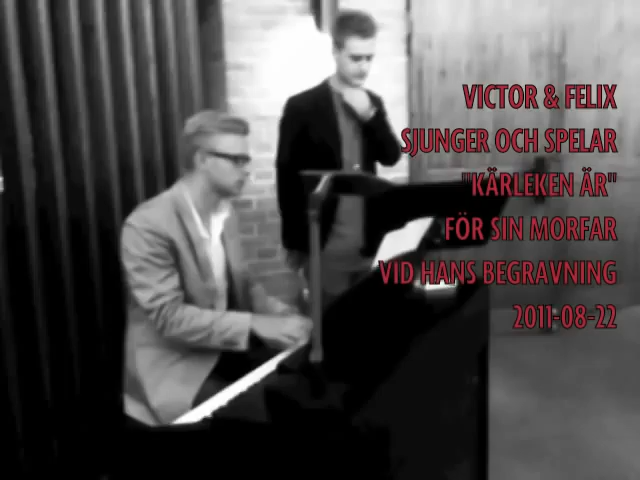 VICTOR & FELIX
SJUNGER OCH SPELAR
"KÄRLEKEN ÄR"
FÖR SIN MORFAR
VID HANS BEGRAVNING
2011-08-22